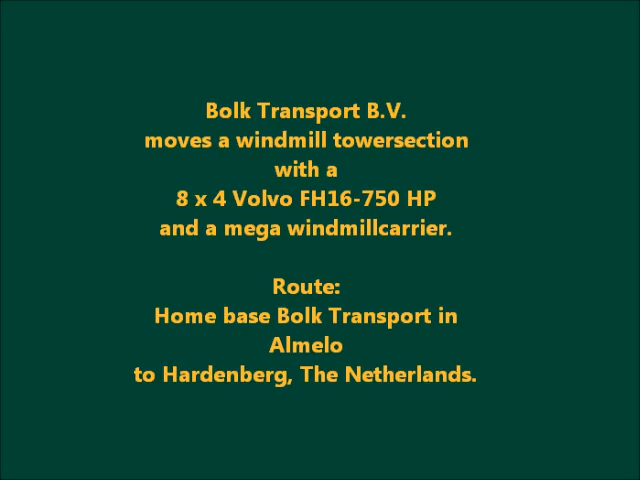 Bolk Transport B.V.
moves a windmill towersection
with a
8 x 4 Volvo FH16-750 HP
and a mega windmillcarrier.
Route:
Home base Bolk Transport in
Almelo
to Hardenberg, The Netherlands.